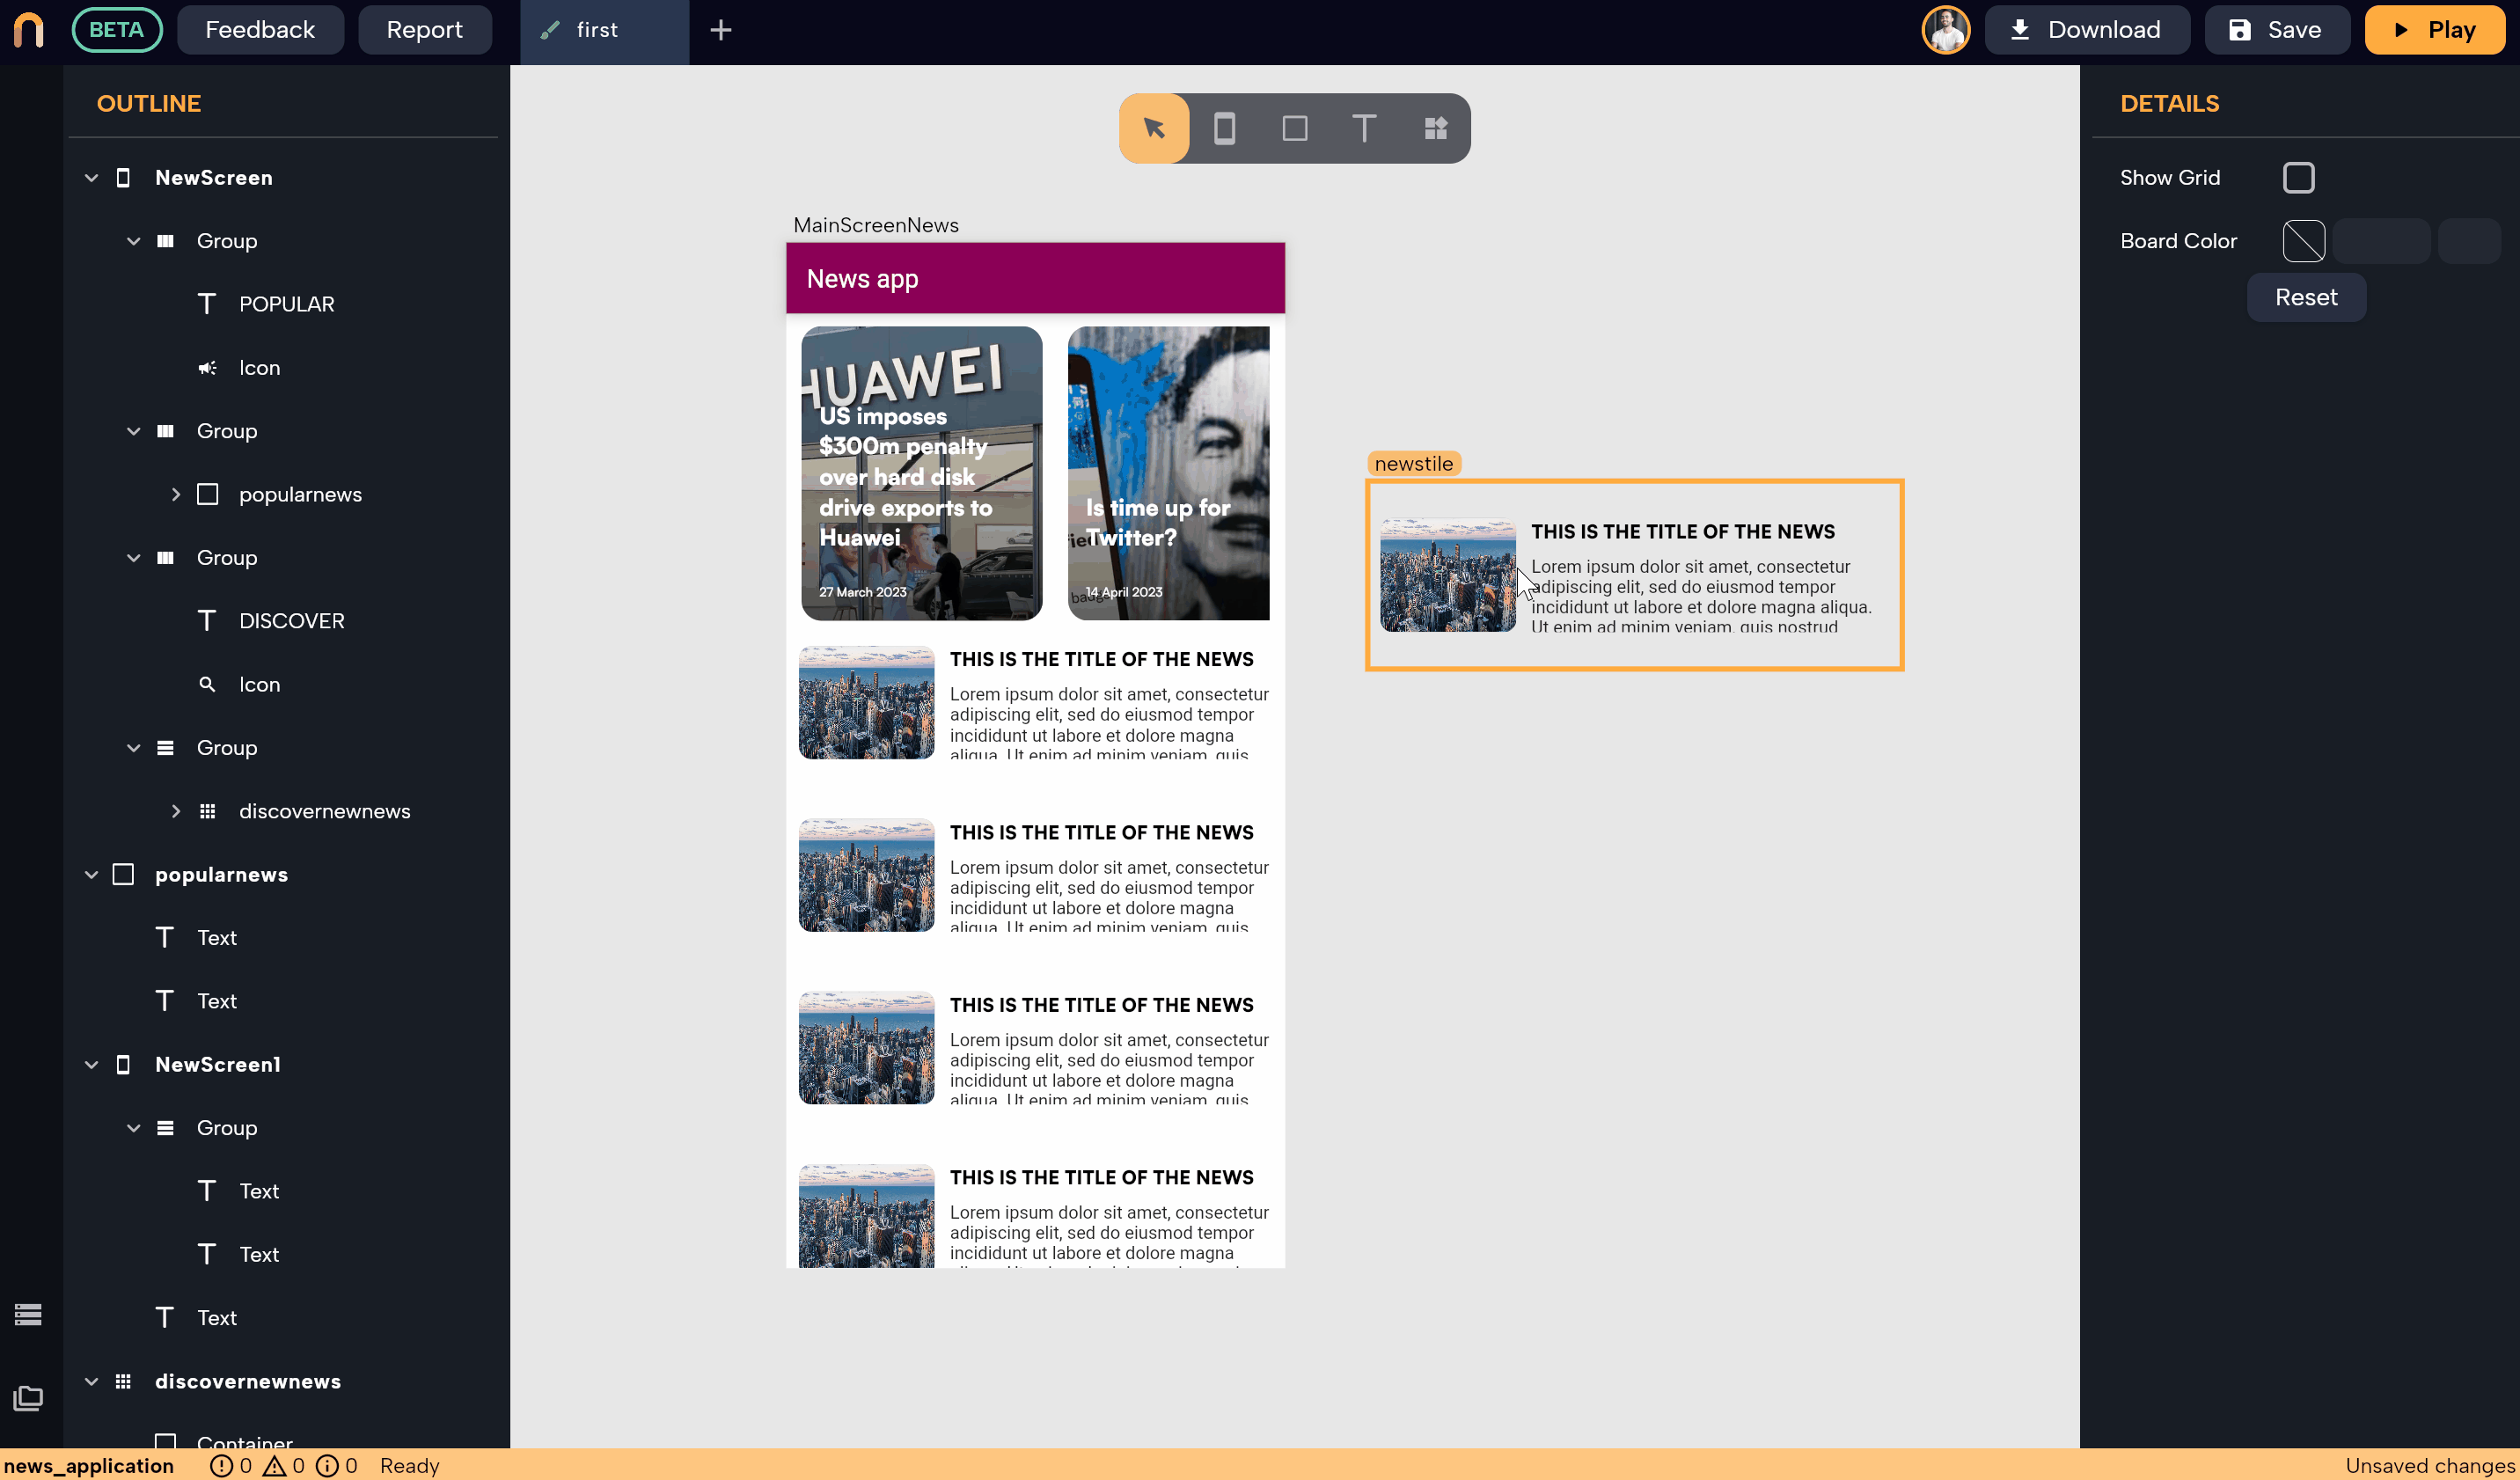 BETA
Feedback
Report
first
Download
Save
Play
OUTLINE
NewScreen
Group
POPULAR
Icon
Group
popularnews
Group
DISCOVER
Icon
Group
discovernewnews
popularnews
Text
Text
NewScreen1
Group
Text
Text
Text
discovernewnews
Container
MainScreenNews
News app
HUAWEI
US imposes
$300m penalty
over hard disk
drive exports to
Huawei
27 March 2023
Is time up for
Twitter?
14 April 2023
THIS IS THE TITLE OF THE NEWS
Lorem ipsum dolor sit amet, consectetur
adipiscing elit, sed do eiusmod tempor
incididunt ut labore et dolore magna
aliqua. Ut enim ad minim veniam, quis
THIS IS THE TITLE OF THE NEWS
Lorem ipsum dolor sit amet, consectetur
adipiscing elit, sed do eiusmod tempor
incididunt ut labore et dolore magna
aliqua. Ut enim ad minim veniam, quis
THIS IS THE TITLE OF THE NEWS
Lorem ipsum dolor sit amet, consectetur
adipiscing elit, sed do eiusmod tempor
incididunt ut labore et dolore magna
aliqua. Ut enim ad minim veniam, quis
THIS IS THE TITLE OF THE NEWS
Lorem ipsum dolor sit amet, consectetur
adipiscing elit, sed do eiusmod tempor
incididunt ut labore et dolore magna
newstile
THIS IS THE TITLE OF THE NEWS
Lorem ipsum dolor sit amet, consectetur
adipiscing elit, sed do eiusmod tempor
incididunt ut labore et dolore magna aliqua.
Ut enim ad minim veniam, quis nostrud
DETAILS
Show Grid
Board Color
Reset
news_application
0
0
0
Ready
Unsaved changes